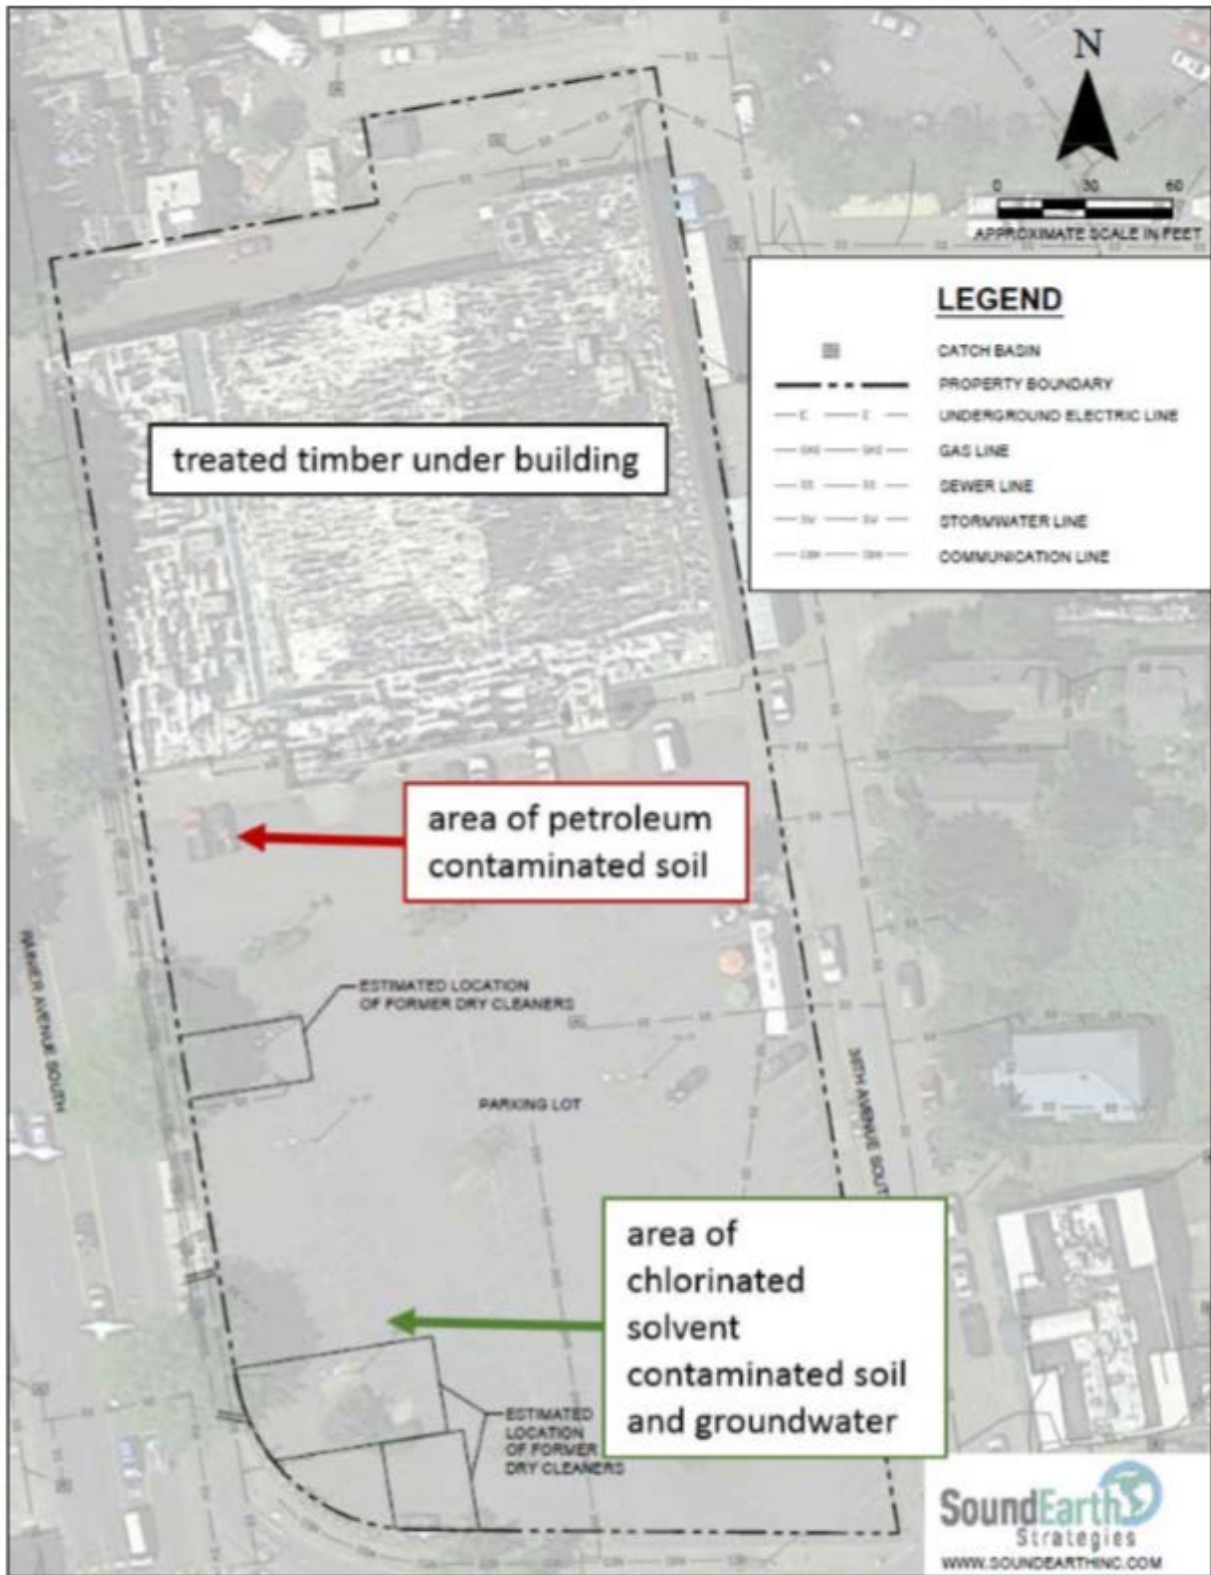 N
0 30 60
APPROXIMATE SCALE IN FEET
LEGEND
CATCH BASIN
PROPERTY BOUNDARY
UNDERGROUND ELECTRIC LINE
GAS LINE
SEWER LINE
STORMWATER LINE
COMMUNICATION LINE
treated timber under building
area of petroleum
contaminated soil
RAINIER AVENUE SOUTH
ESTIMATED LOCATION
OF FORMER DRY CLEANERS
PARKING LOT
36TH AVENUE SOUT
area of
chlorinated
solvent
contaminated soil
and groundwater
ESTIMATED
LOCATION
OF FORMER
DRY CLEANERS
SoundEarth
Strategies
WWW.SOUNDEARTHINC.COM